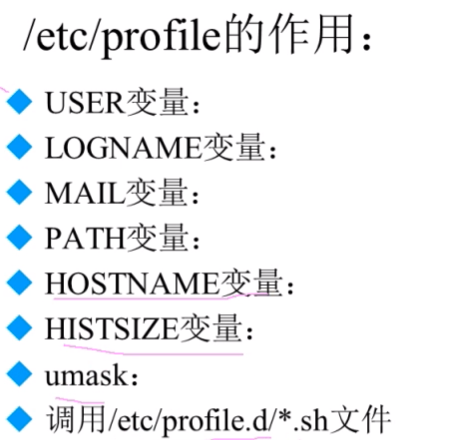 /etc/profile的作用：
USER变量：
LOGNAME变量：
MAIL变量：
PATH变量：
HOSTNAME变量：
HISTSIZE变量：
umask：
调用/etc/profile.d/*.sh文件